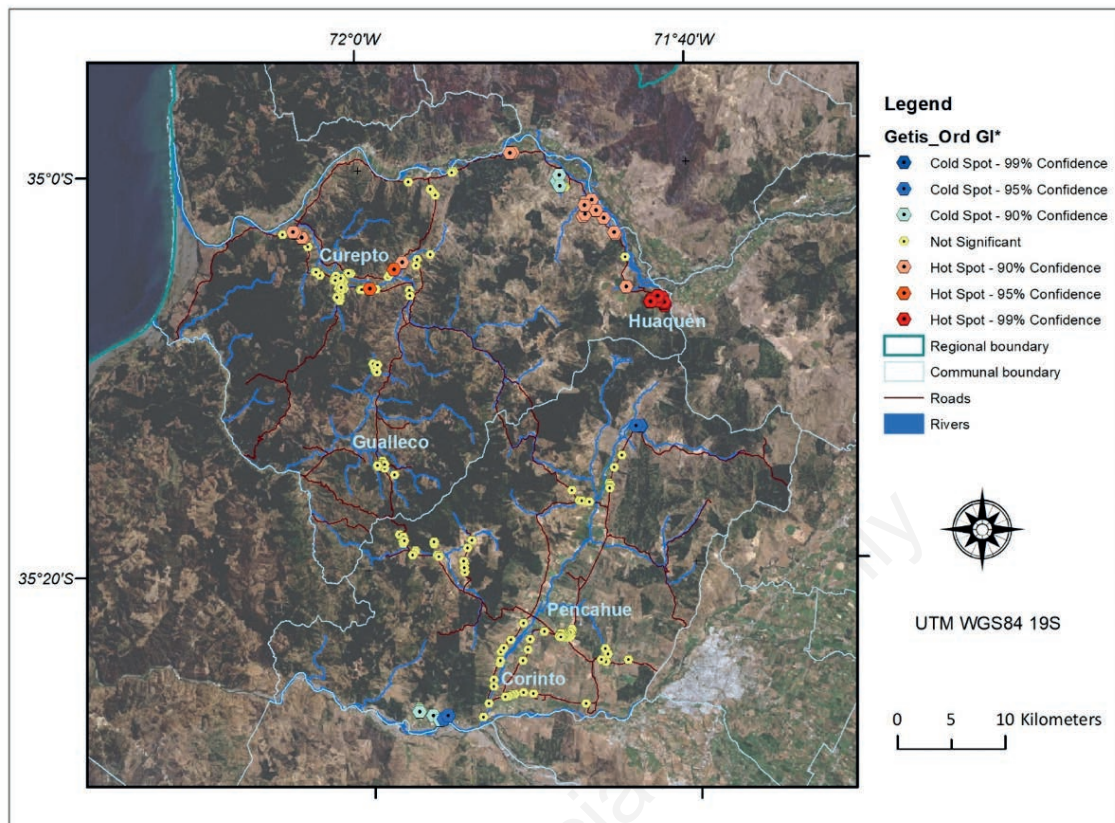 72°0'W
71°40'W
35°0'S
35°20'S
Curepto
Huaquén
Gualleco
Pencahue
Corinto
Legend
Getis_Ord GI*
Cold Spot - 99% Confidence
Cold Spot - 95% Confidence
Cold Spot - 90% Confidence
Not Significant
Hot Spot - 90% Confidence
Hot Spot - 95% Confidence
Hot Spot - 99% Confidence
Regional boundary
Communal boundary
Roads
Rivers
UTM WGS84 19S
0 5 10 Kilometers